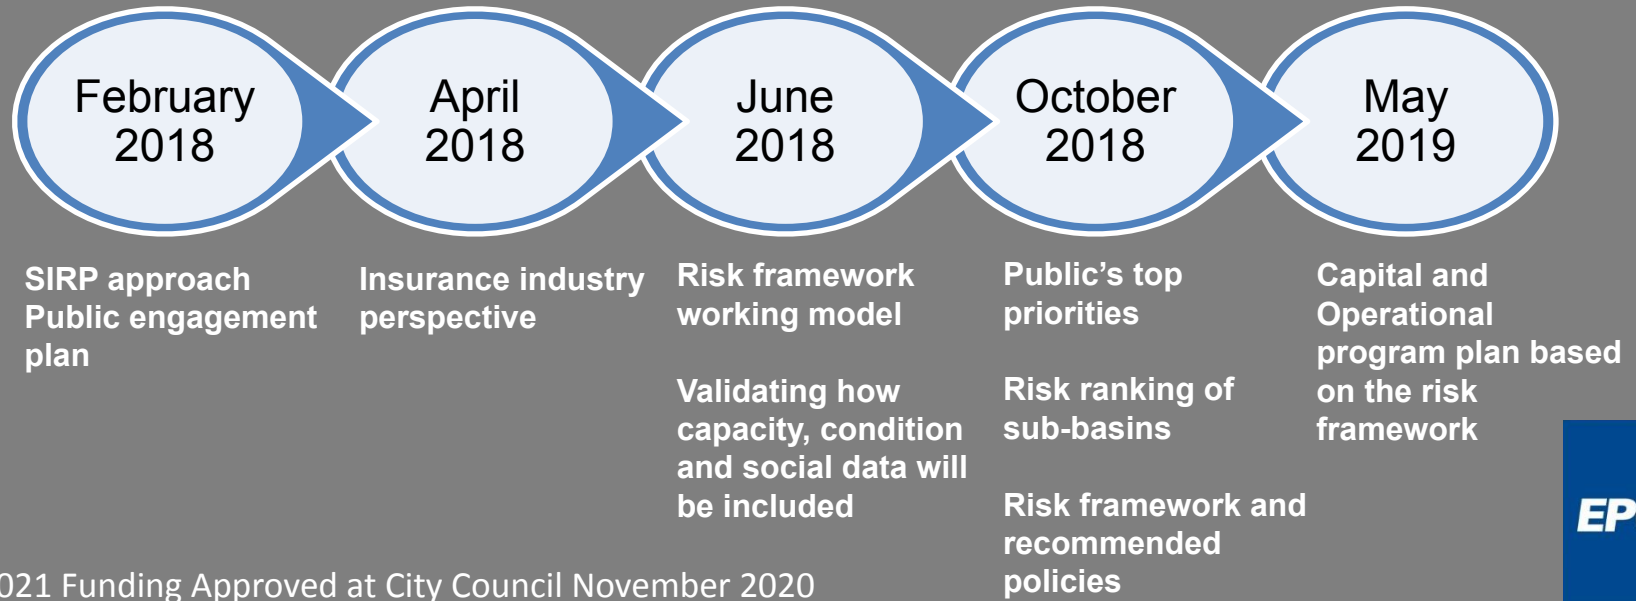 February
2018
April
2018
June
2018
October
2018
May
2019
SIRP approach
Public engagement
plan
Insurance industry
perspective
Risk framework
working model
Validating how
capacity, condition
and social data will
be included
Public's top
priorities
Risk ranking of
sub-basins
Risk framework and
recommended
policies
Capital and
Operational
program plan based
on the risk
framework
EP
021 Funding Approved at City Council November 2020